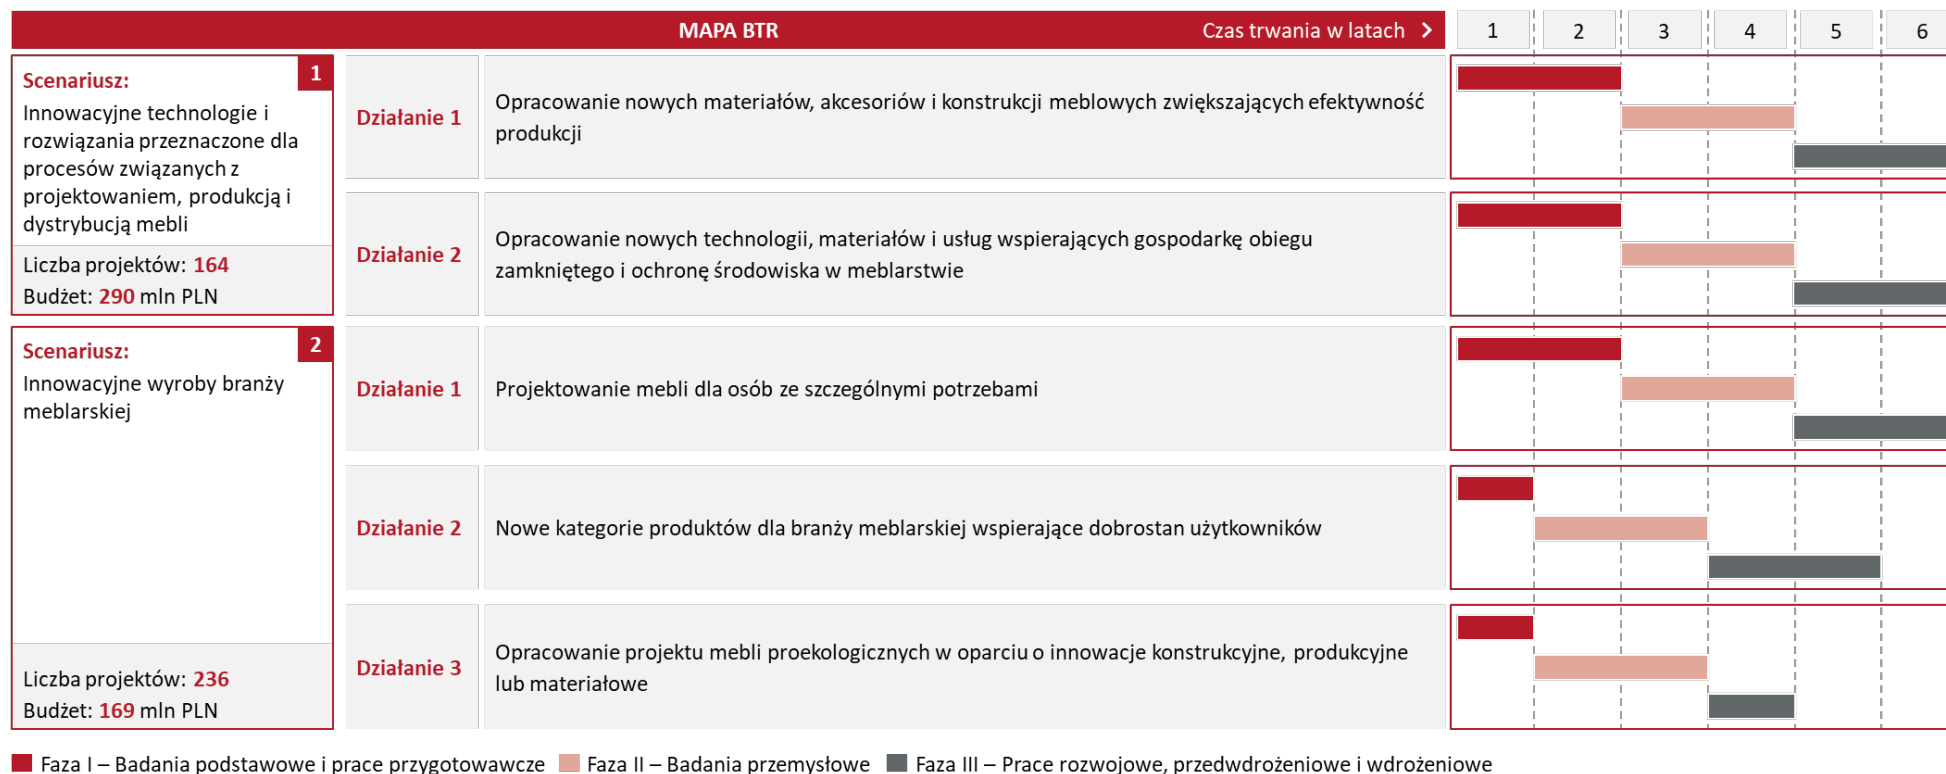 MAPA BTR
Czas trwania w latach
1 2 3 4 5 6
Scenariusz:
1
Innowacyjne technologie i
rozwiązania przeznaczone dla
procesów związanych z
projektowaniem, produkcją i
dystrybucją mebli
Liczba projektów: 164
Budżet: 290 mln PLN
Działanie 1
Opracowanie nowych materiałów, akcesoriów i konstrukcji meblowych zwiększających efektywność
produkcji
Działanie 2
Opracowanie nowych technologii, materiałów i usług wspierających gospodarkę obiegu
zamkniętego i ochronę środowiska w meblarstwie
Scenariusz:
2
Innowacyjne wyroby branży
meblarskiej
Liczba projektów: 236
Budżet: 169 mln PLN
Działanie 1
Projektowanie mebli dla osób ze szczególnymi potrzebami
Działanie 2
Nowe kategorie produktów dla branży meblarskiej wspierające dobrostan użytkowników
Działanie 3
Opracowanie projektu mebli proekologicznych w oparciu o innowacje konstrukcyjne, produkcyjne
lub materiałowe
Faza I – Badania podstawowe i prace przygotowawcze
Faza II – Badania przemysłowe
Faza III – Prace rozwojowe, przedwdrożeniowe i wdrożeniowe